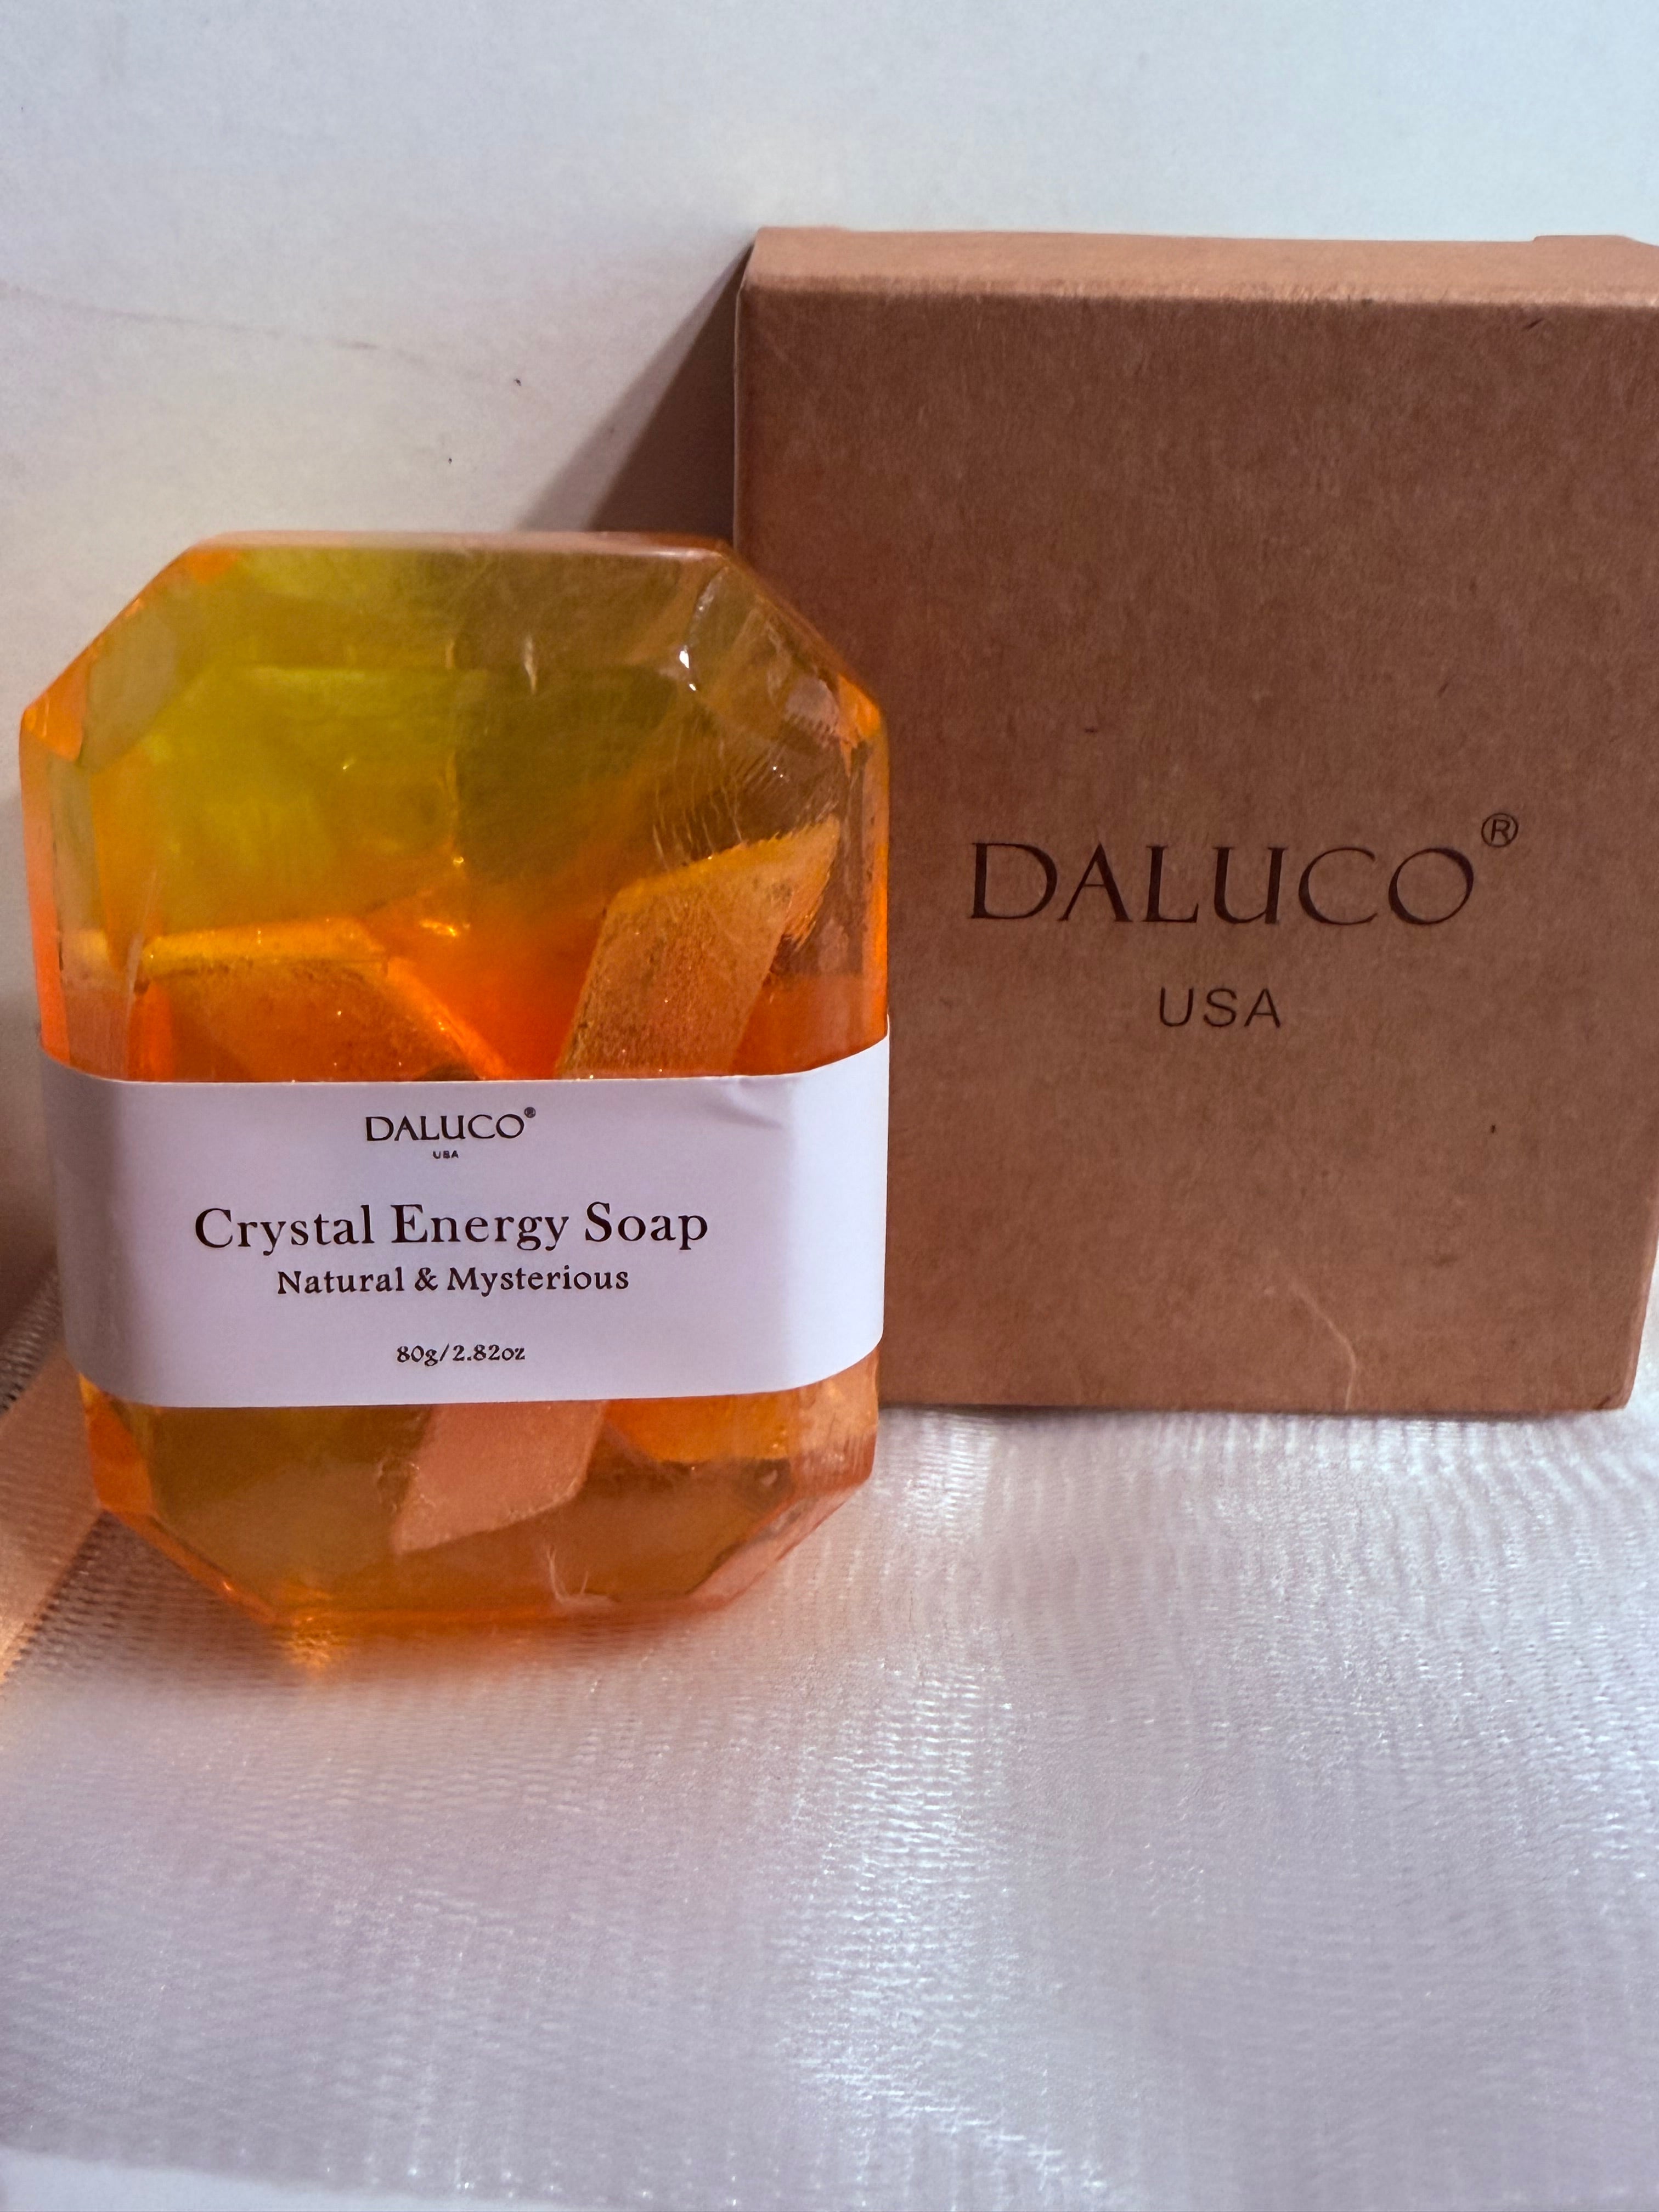 DALUCO®
USA
Crystal Energy Soap
Natural & Mysterious
80g/2.82oz
DALUCO®
USA